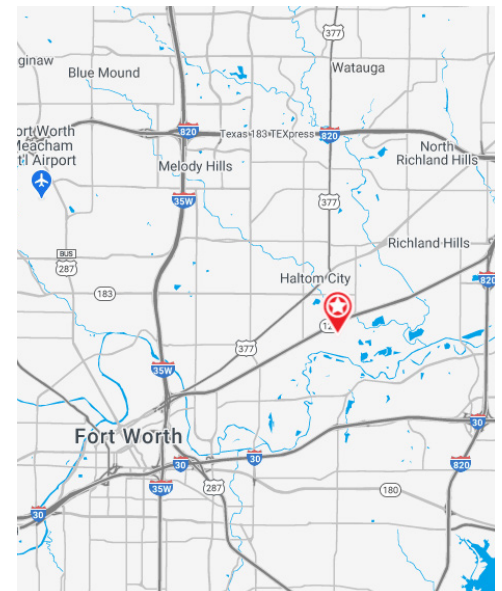 377
ginaw
Blue Mound
Watauga
820
Texas 183 TEXpress
820
ort Worth
Meacham
t'l Airport
Melody Hills
North
Richland Hills
35W
377
BUS
287
Richland Hills
Haltom City
820
183
12
377
35W
Fort Worth
30
30
30
820
35W
287
180
30